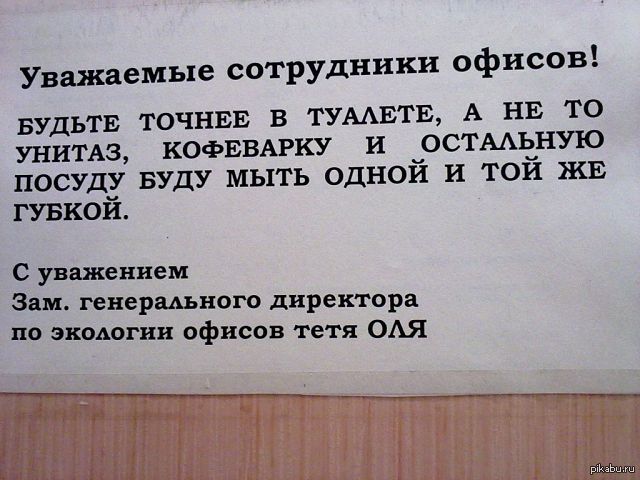 Уважаемые сотрудники офисов!
БУДЬТЕ ТОЧНЕЕ В ТУАЛЕТЕ, А НЕ ТО
УНИТАЗ, КОФЕВАРКУ И ОСТАЛЬНУЮ
ПОСУДУ БУДУ МЫТЬ ОДНОЙ И ТОЙ ЖЕ
ГУБКОЙ.
С уважением
Зам. генерального директора
по экологии офисов тетя ОЛЯ
pikabu.ru